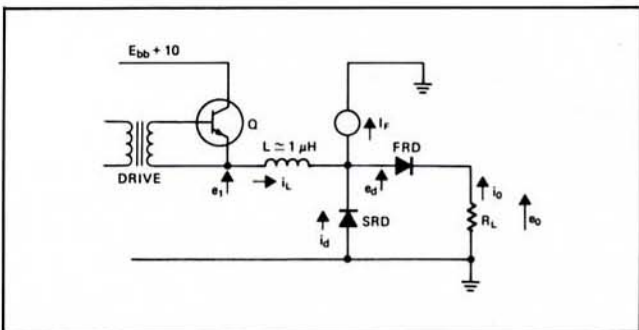 E_bb + 10
Q
I_F
FRD
L ≃ 1 μH
DRIVE
e_1
i_L
e_d
i_o
SRD
i_d
R_L
e_o